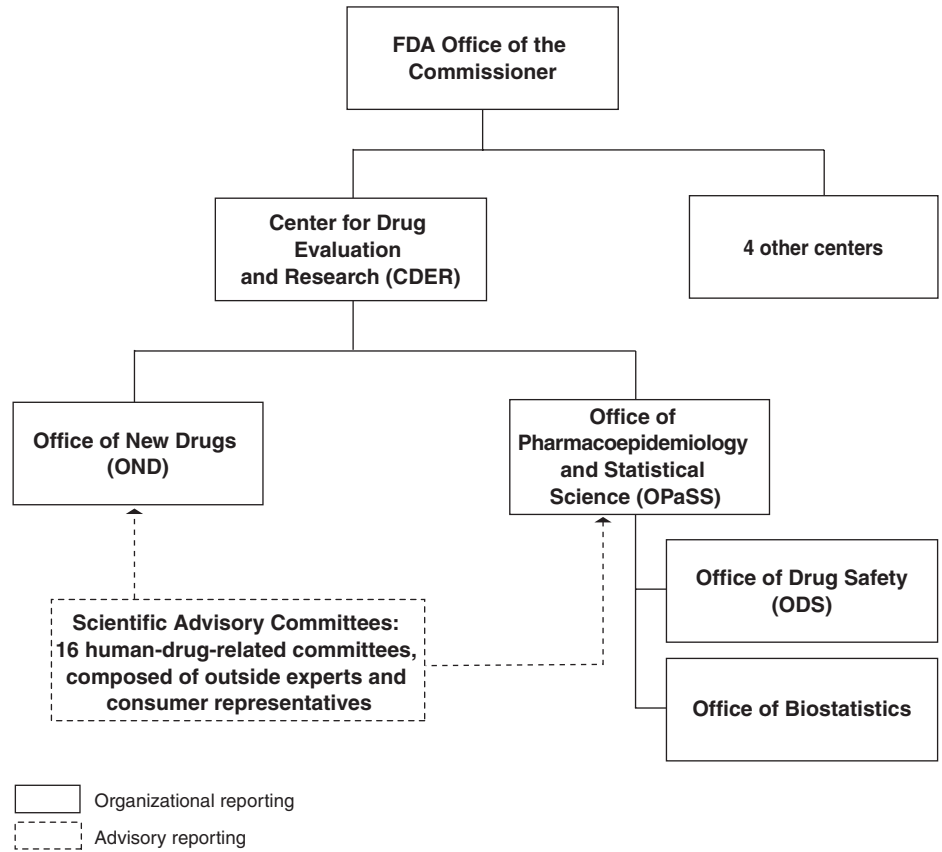 FDA Office of the
Commissioner
Center for Drug
Evaluation
and Research (CDER)
4 other centers
Office of New Drugs
(OND)
Office of
Pharmacoepidemiology
and Statistical
Science (OPaSS)
Office of Drug Safety
(ODS)
Scientific Advisory Committees:
16 human-drug-related committees,
composed of outside experts and
consumer representatives
Office of Biostatistics
Organizational reporting
Advisory reporting